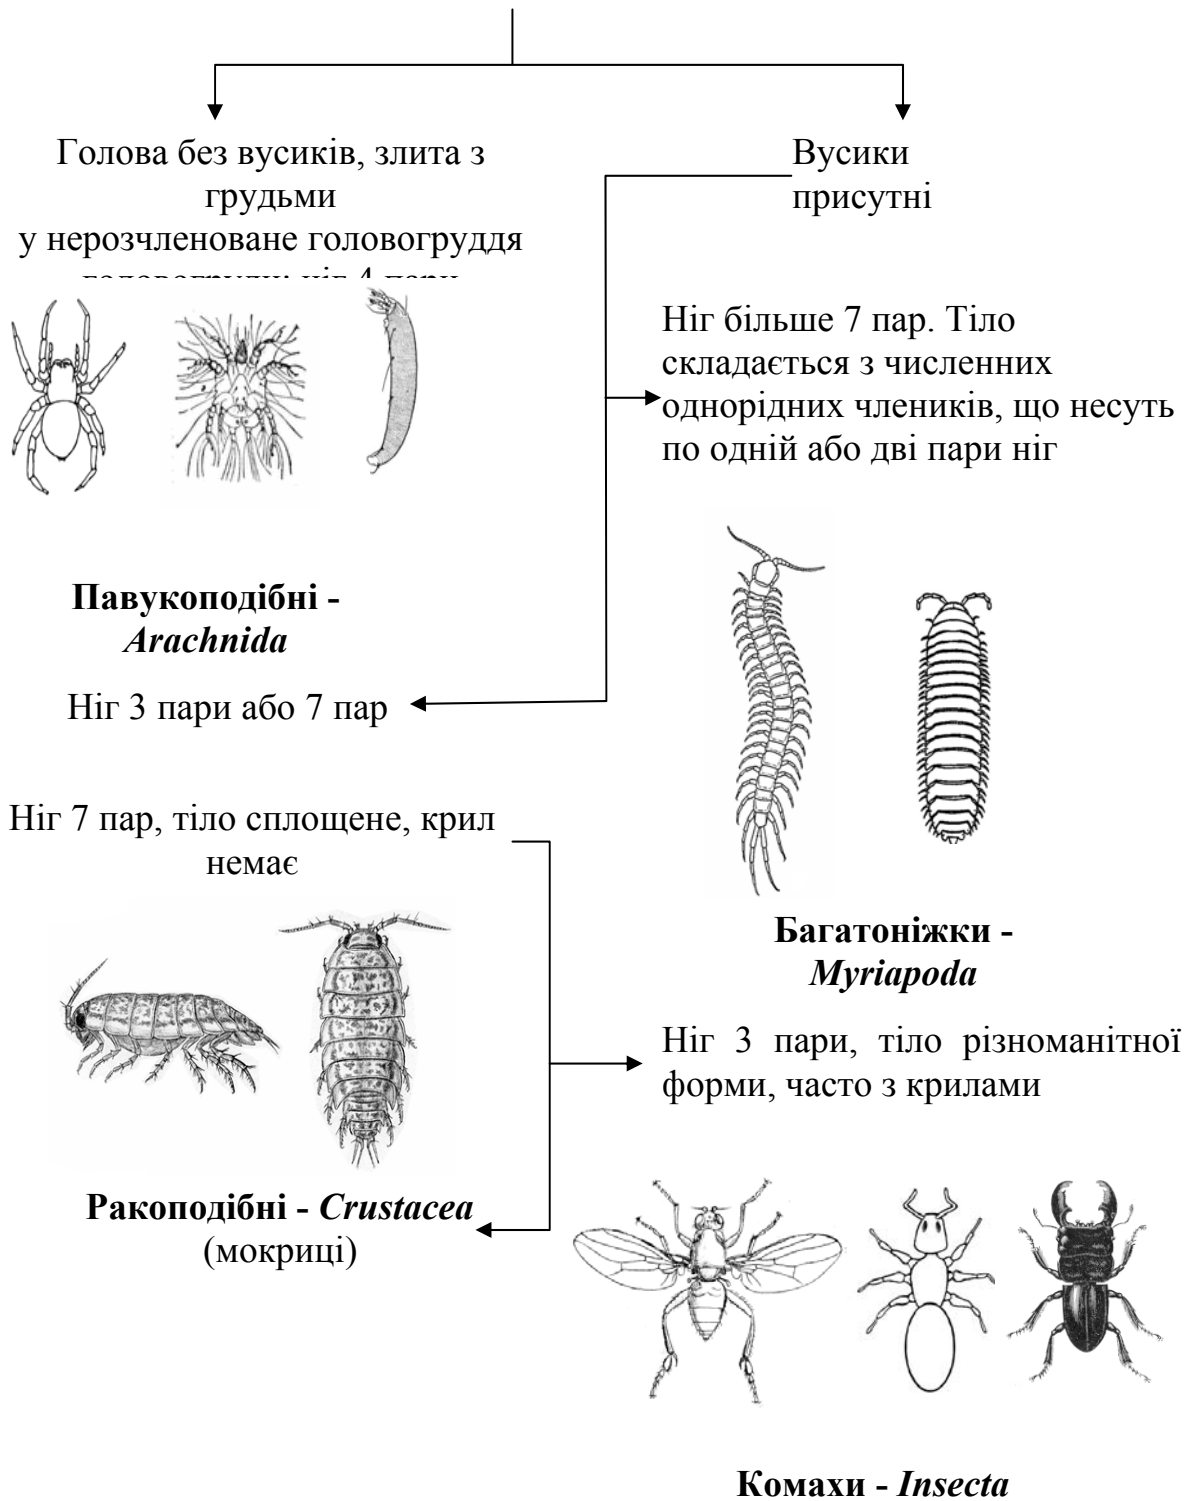 Голова без вусиків, злита з
грудьми
у нерозчленоване головогруддя
Вусики
присутні
Ніг більше 7 пар. Тіло
складається з численних
однорідних члеників, що несуть
по одній або дві пари ніг
Павукоподібні -
Arachnida
Ніг 3 пари або 7 пар
Ніг 7 пар, тіло сплощене, крил
немає
Багатоніжки -
Myriapoda
Ніг 3 пари, тіло різноманітної
форми, часто з крилами
Ракоподібні - Crustacea
(мокриці)
Комахи - Insecta